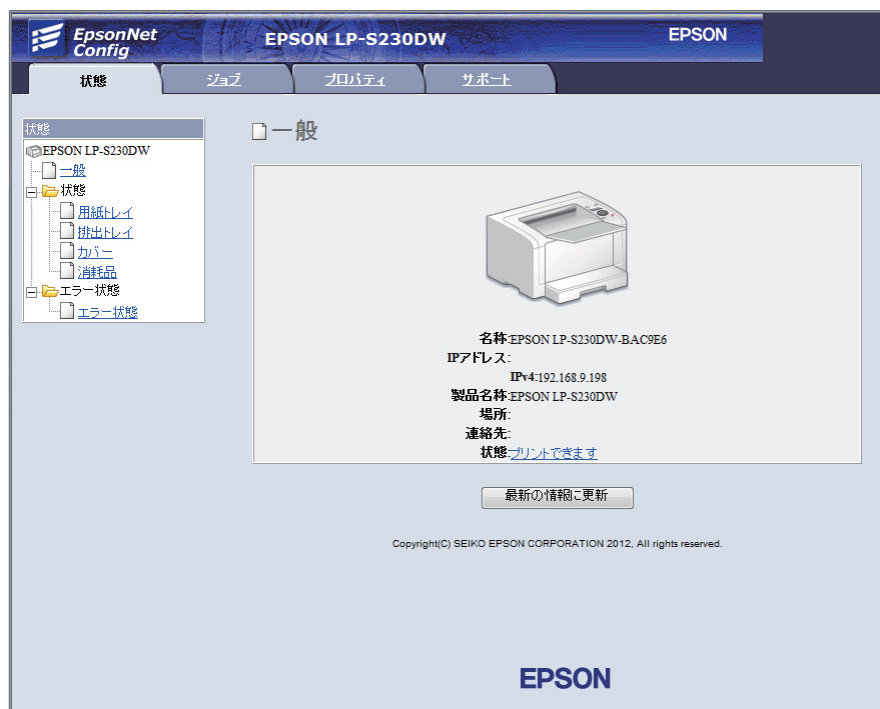 EpsonNet
Config
EPSON LP-S230DW
EPSON
状態
ジョブ
プロパティ
サポート
状態
EPSON LP-S230DW
一般
状態
用紙トレイ
排出トレイ
カバー
消耗品
エラー状態
エラー状態
一般
名称:EPSON LP-S230DW-BAC9E6
IPアドレス:
IPv4:192.168.9.198
製品名称:EPSON LP-S230DW
場所:
連絡先:
状態:プリントできます
最新の情報に更新
Copyright(C) SEIKO EPSON CORPORATION 2012, All rights reserved.
EPSON